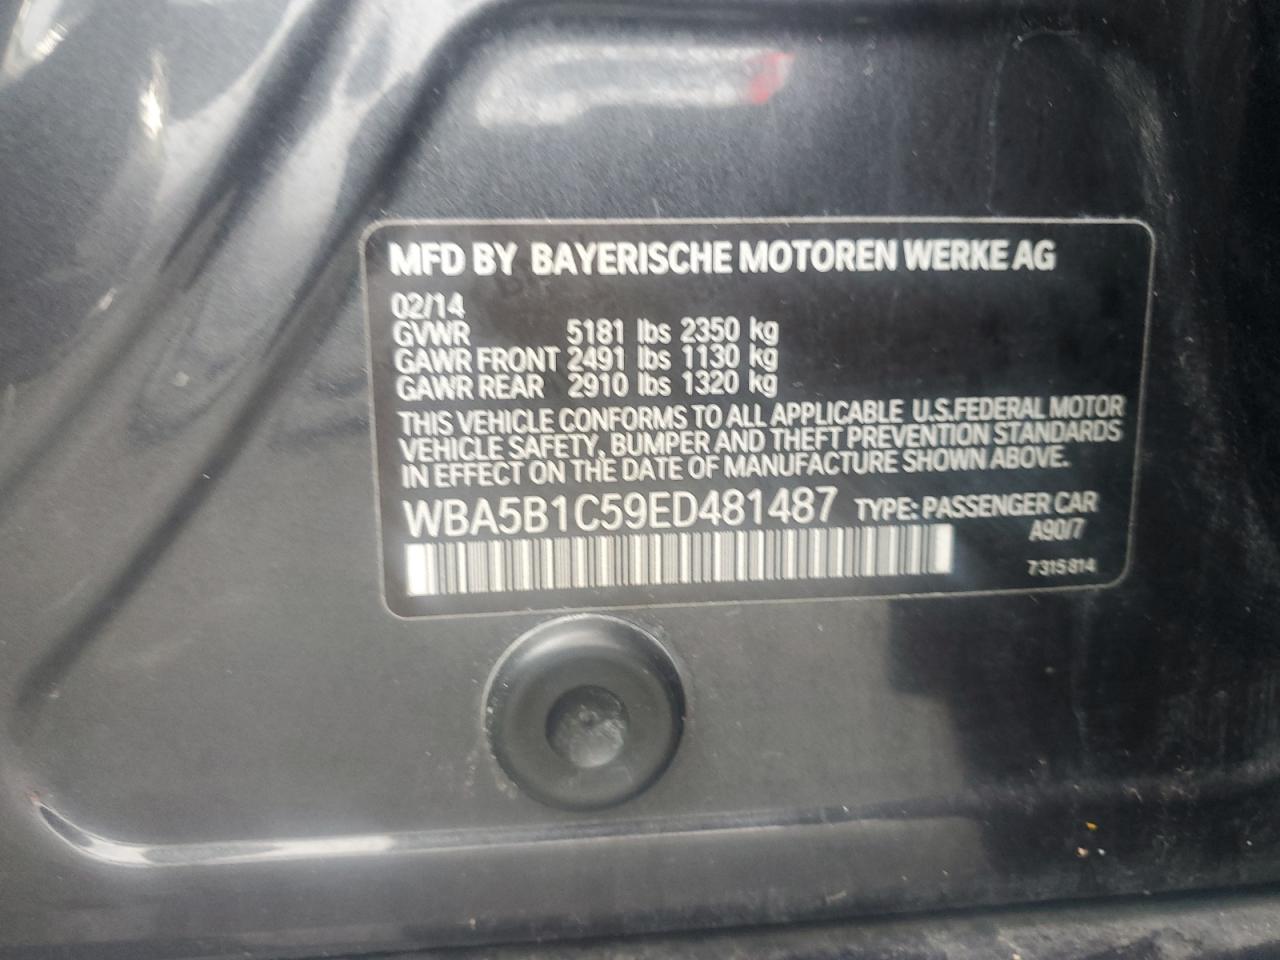 MFD BY BAYERISCHE MOTOREN WERKE AG
02/14
GVWR 5181 lbs 2350 kg
GAWR FRONT 2491 lbs 1130 kg
GAWR REAR 2910 lbs 1320 kg
THIS VEHICLE CONFORMS TO ALL APPLICABLE U.S.FEDERAL MOTOR
VEHICLE SAFETY, BUMPER AND THEFT PREVENTION STANDARDS
IN EFFECT ON THE DATE OF MANUFACTURE SHOWN ABOVE.
WBA5B1C59ED481487 TYPE: PASSENGER CAR
A90/7
7315814